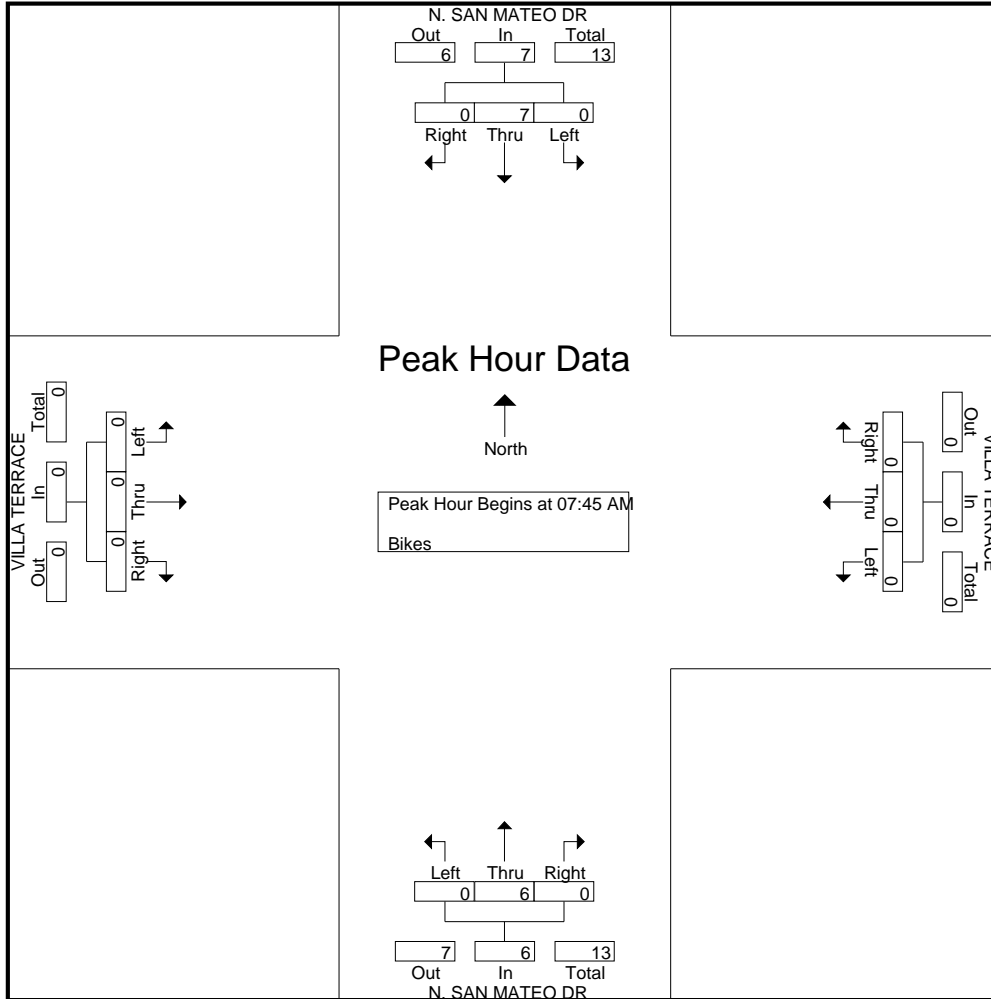 N. SAN MATEO DR
Out In Total
6 7 13
0 7 0
Right Thru Left
Peak Hour Data
North
Peak Hour Begins at 07:45 AM
Bikes
VILLA TERRACE
Out In Total
0 0 0
0 0 0
Right Thru Left
VILLA TERRACE
Out In Total
0 0 0
0 0 0
Right Thru Left
Left Thru Right
0 6 0
7 6 13
Out In Total
N. SAN MATEO DR